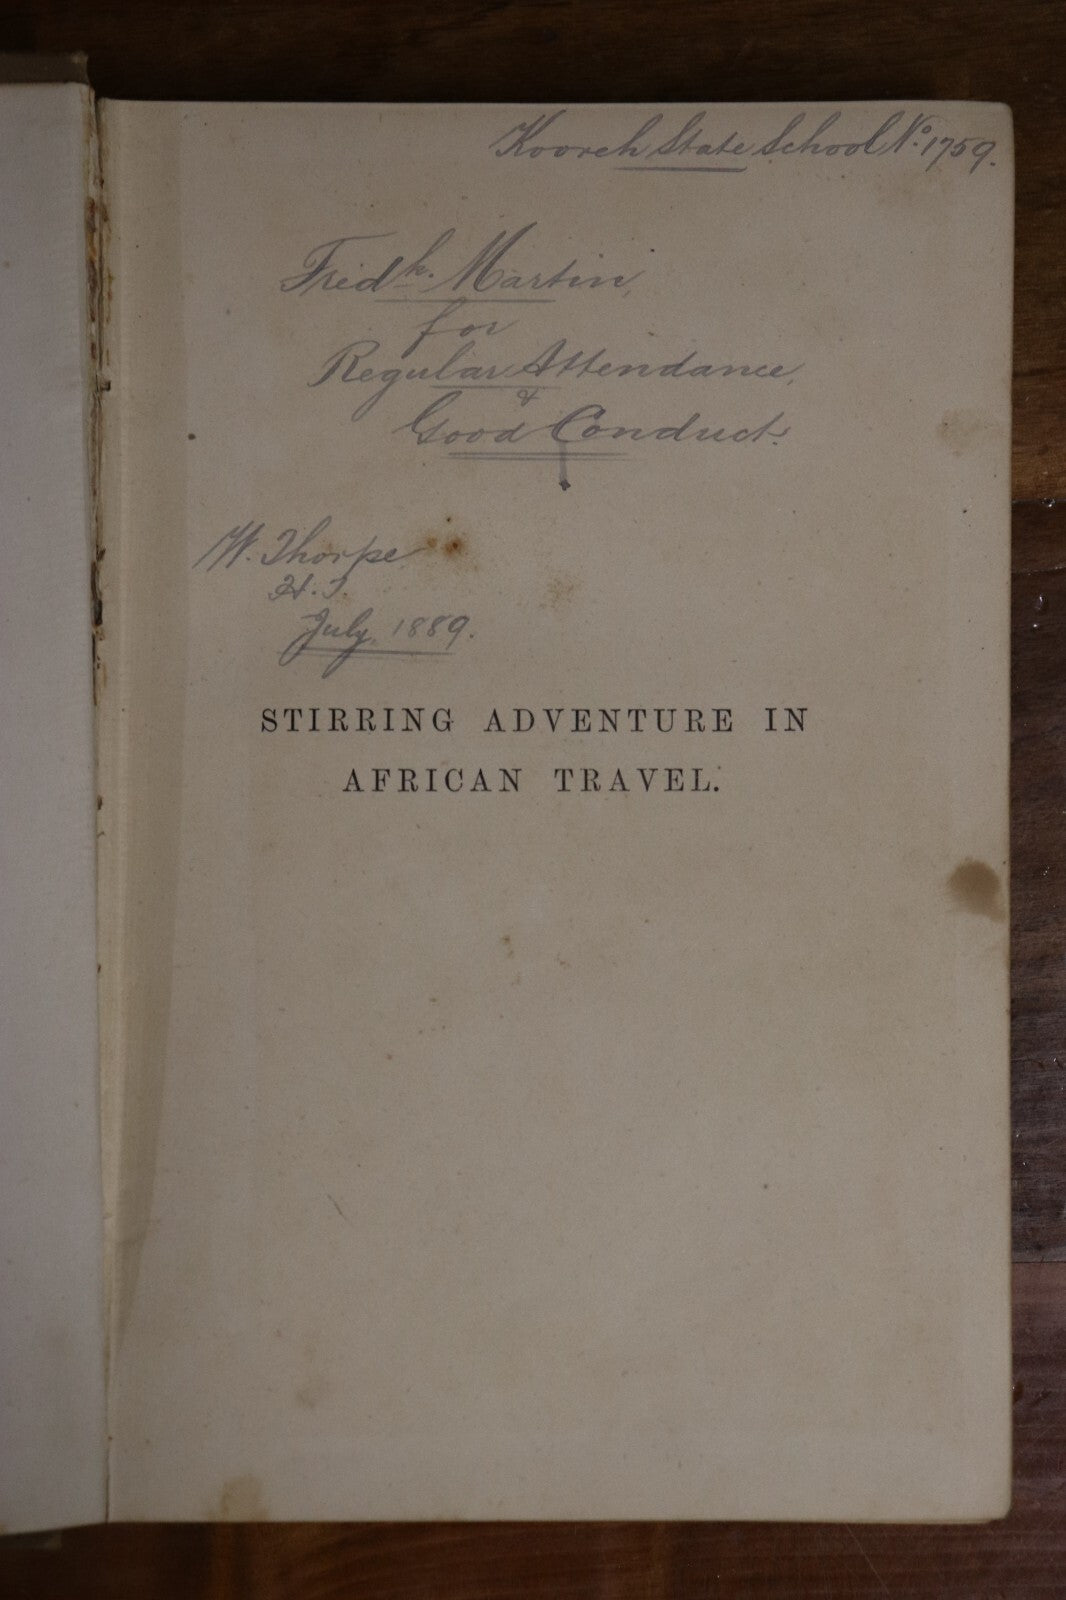 Kooreh State School No. 1759.
Fredk. Martin,
for
Regular Attendance,
&
Good Conduct.
W. Thorpe.
H.T.
July, 1889.
STIRRING ADVENTURE IN
AFRICAN TRAVEL.